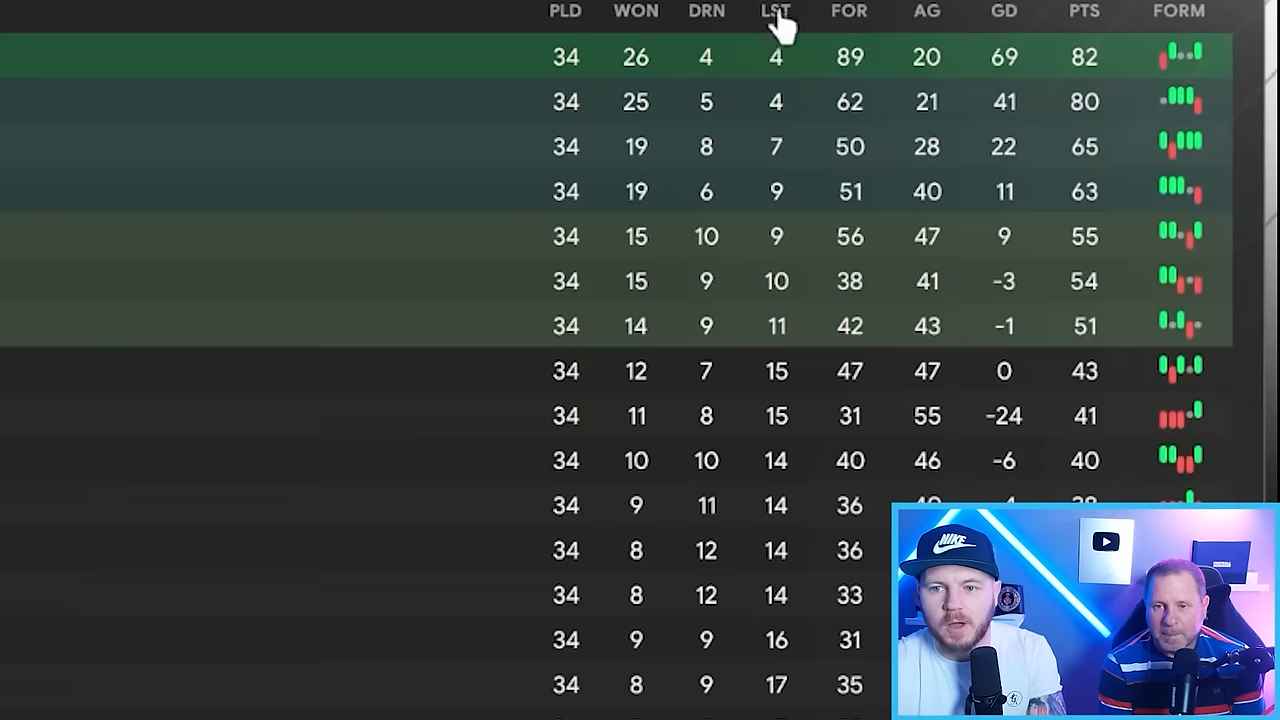 PLD WON DRN LST FOR AG GD PTS FORM
34 26 4 4 89 20 69 82
34 25 5 4 62 21 41 80
34 19 8 7 50 28 22 65
34 19 6 9 51 40 11 63
34 15 10 9 56 47 9 55
34 15 9 10 38 41 -3 54
34 14 9 11 42 43 -1 51
34 12 7 15 47 47 0 43
34 11 8 15 31 55 -24 41
34 10 10 14 40 46 -6 40
34 9 11 14 36
34 8 12 14 36
34 8 12 14 33
34 9 9 16 31
34 8 9 17 35
NIKE